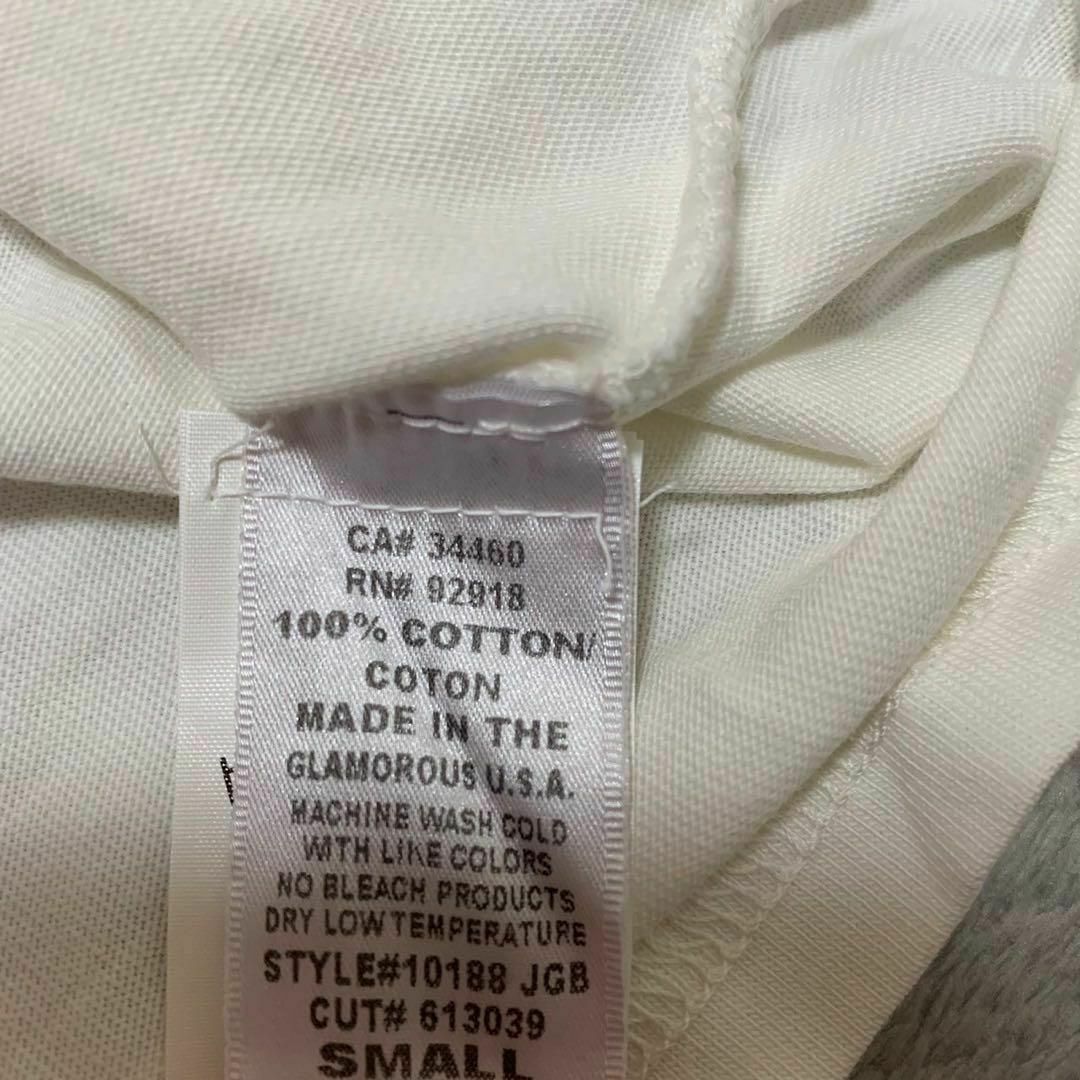 CA# 34460
RN# 92918
100% COTTON/
COTON
MADE IN THE
GLAMOROUS U.S.A.
MACHINE WASH COLD
WITH LIKE COLORS
NO BLEACH PRODUCTS
DRY LOW TEMPERATURE
STYLE#10188 JGB
CUT# 613039
SMALL